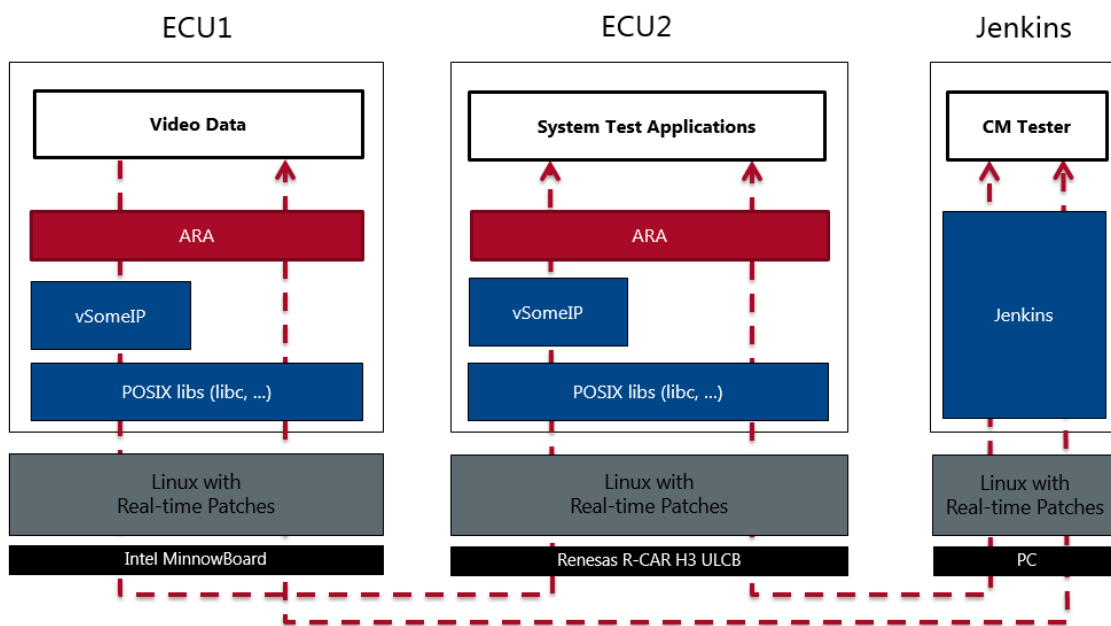 ECU1
ECU2
Jenkins
Video Data
System Test Applications
CM Tester
ARA
ARA
vSomeIP
vSomeIP
Jenkins
POSIX libs (libc, ...)
POSIX libs (libc, ...)
Linux with
Real-time Patches
Linux with
Real-time Patches
Linux with
Real-time Patches
Intel MinnowBoard
Renesas R-CAR H3 ULCB
PC